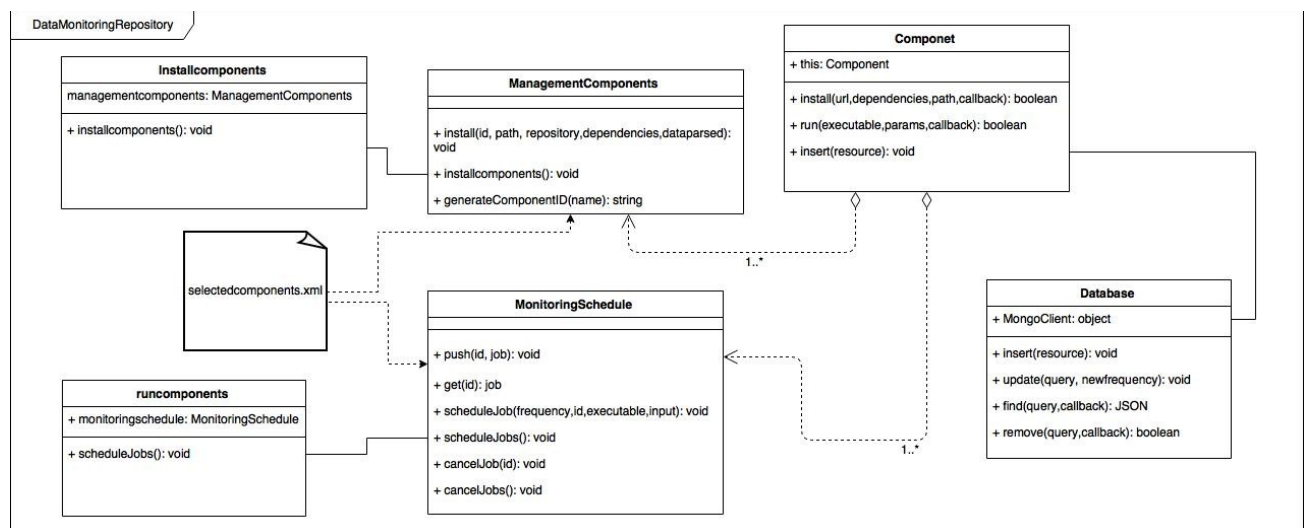 DataMonitoringRepository
Installcomponents
managementcomponents: ManagementComponents
+ installcomponents(): void
ManagementComponents
+ install(id, path, repository,dependencies,dataparsed):
void
+ installcomponents(): void
+ generateComponentID(name): string
Componet
+ this: Component
+ install(url,dependencies,path,callback): boolean
+ run(executable,params,callback): boolean
+ insert(resource): void
selectedcomponents.xml
1..*
MonitoringSchedule
+ push(id, job): void
+ get(id): job
+ scheduleJob(frequency,id,executable,input): void
+ scheduleJobs(): void
+ cancelJob(id): void
+ cancelJobs(): void
Database
+ MongoClient: object
+ insert(resource): void
+ update(query, newfrequency): void
+ find(query,callback): JSON
+ remove(query,callback): boolean
runcomponents
+ monitoringschedule: MonitoringSchedule
+ scheduleJobs(): void
1..*